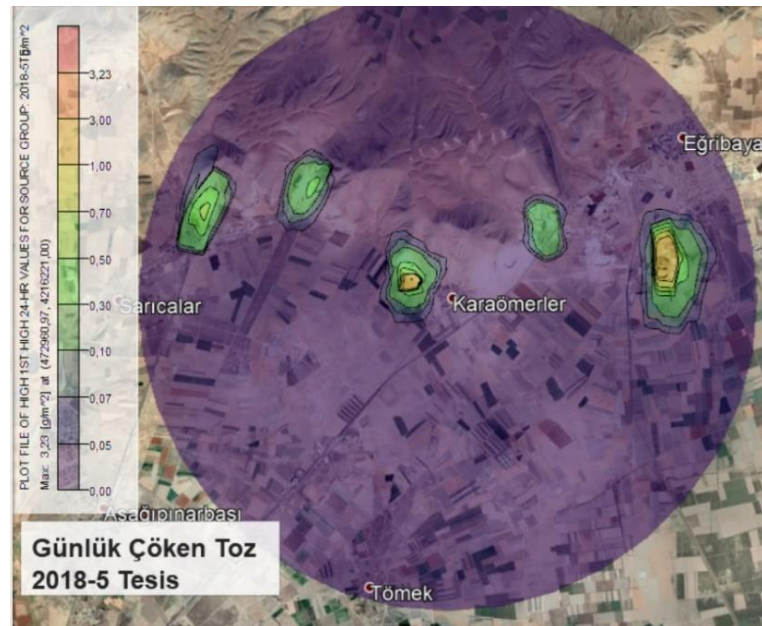 PLOT FILE OF HIGH 1ST HIGH 24-HR VALUES FOR SOURCE GROUP: 2018-5T
Max: 3,23 [g/m^2] at (472960,97, 4216221,00)
3,23
3,00
1,00
0,70
0,50
0,30
0,10
0,07
0,05
0,00
Eğribaya
Sarıcalar
Karaömerler
Aşağıpınarbaşı
Günlük Çöken Toz
2018-5 Tesis
Tömek